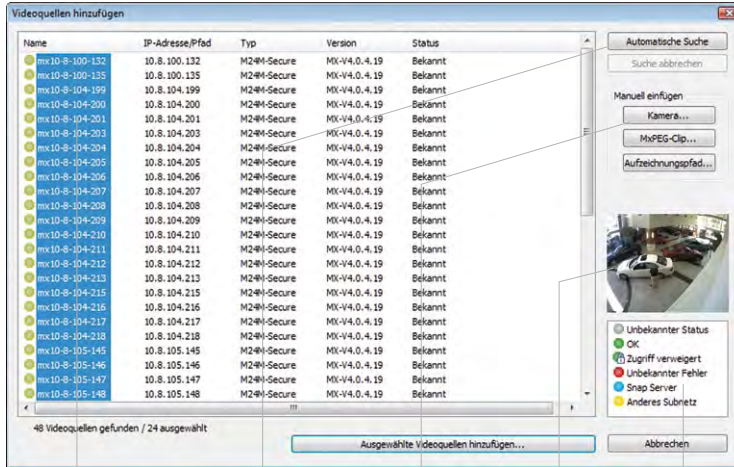 Videoquellen hinzufügen
Name IP-Adresse/Pfad Typ Version Status
mx10-8-100-132 10.8.100.132 M24M-Secure MX-V4.0.4.19 Bekannt
mx10-8-100-135 10.8.100.135 M24M-Secure MX-V4.0.4.19 Bekannt
mx10-8-104-199 10.8.104.199 M24M-Secure MX-V4.0.4.19 Bekannt
mx10-8-104-200 10.8.104.200 M24M-Secure MX-V4.0.4.19 Bekannt
mx10-8-104-201 10.8.104.201 M24M-Secure MX-V4.0.4.19 Bekannt
mx10-8-104-203 10.8.104.203 M24M-Secure MX-V4.0.4.19 Bekannt
mx10-8-104-204 10.8.104.204 M24M-Secure MX-V4.0.4.19 Bekannt
mx10-8-104-205 10.8.104.205 M24M-Secure MX-V4.0.4.19 Bekannt
mx10-8-104-206 10.8.104.206 M24M-Secure MX-V4.0.4.19 Bekannt
mx10-8-104-207 10.8.104.207 M24M-Secure MX-V4.0.4.19 Bekannt
mx10-8-104-208 10.8.104.208 M24M-Secure MX-V4.0.4.19 Bekannt
mx10-8-104-209 10.8.104.209 M24M-Secure MX-V4.0.4.19 Bekannt
mx10-8-104-210 10.8.104.210 M24M-Secure MX-V4.0.4.19 Bekannt
mx10-8-104-211 10.8.104.211 M24M-Secure MX-V4.0.4.19 Bekannt
mx10-8-104-212 10.8.104.212 M24M-Secure MX-V4.0.4.19 Bekannt
mx10-8-104-213 10.8.104.213 M24M-Secure MX-V4.0.4.19 Bekannt
mx10-8-104-215 10.8.104.215 M24M-Secure MX-V4.0.4.19 Bekannt
mx10-8-104-216 10.8.104.216 M24M-Secure MX-V4.0.4.19 Bekannt
mx10-8-104-217 10.8.104.217 M24M-Secure MX-V4.0.4.19 Bekannt
mx10-8-104-218 10.8.104.218 M24M-Secure MX-V4.0.4.19 Bekannt
mx10-8-105-145 10.8.105.145 M24M-Secure MX-V4.0.4.19 Bekannt
mx10-8-105-146 10.8.105.146 M24M-Secure MX-V4.0.4.19 Bekannt
mx10-8-105-147 10.8.105.147 M24M-Secure MX-V4.0.4.19 Bekannt
mx10-8-105-148 10.8.105.148 M24M-Secure MX-V4.0.4.19 Bekannt
48 Videoquellen gefunden / 24 ausgewählt
Ausgewählte Videoquellen hinzufügen...
Automatische Suche
Suche abbrechen
Manuell einfügen
Kamera...
MxPEG-Clip...
Aufzeichnungspfad...
Unbekannter Status
OK
Zugriff verweigert
Unbekannter Fehler
Snap Server
Anderes Subnetz
Abbrechen